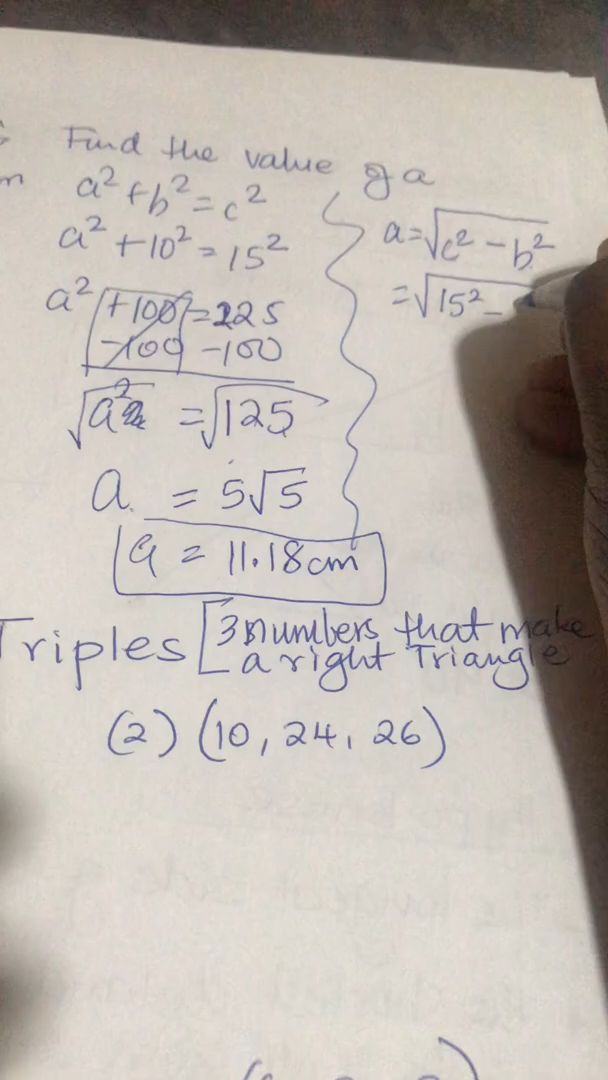 Find the value of a
a² + b² = c²
a² + 10² = 15²
a² +100 = 225
-100 -100
√a² = √125
a = 5√5
a = 11.18cm
a = √c² - b²
= √15² -
Triples [3 numbers that make
a right Triangle
(2) (10, 24, 26)